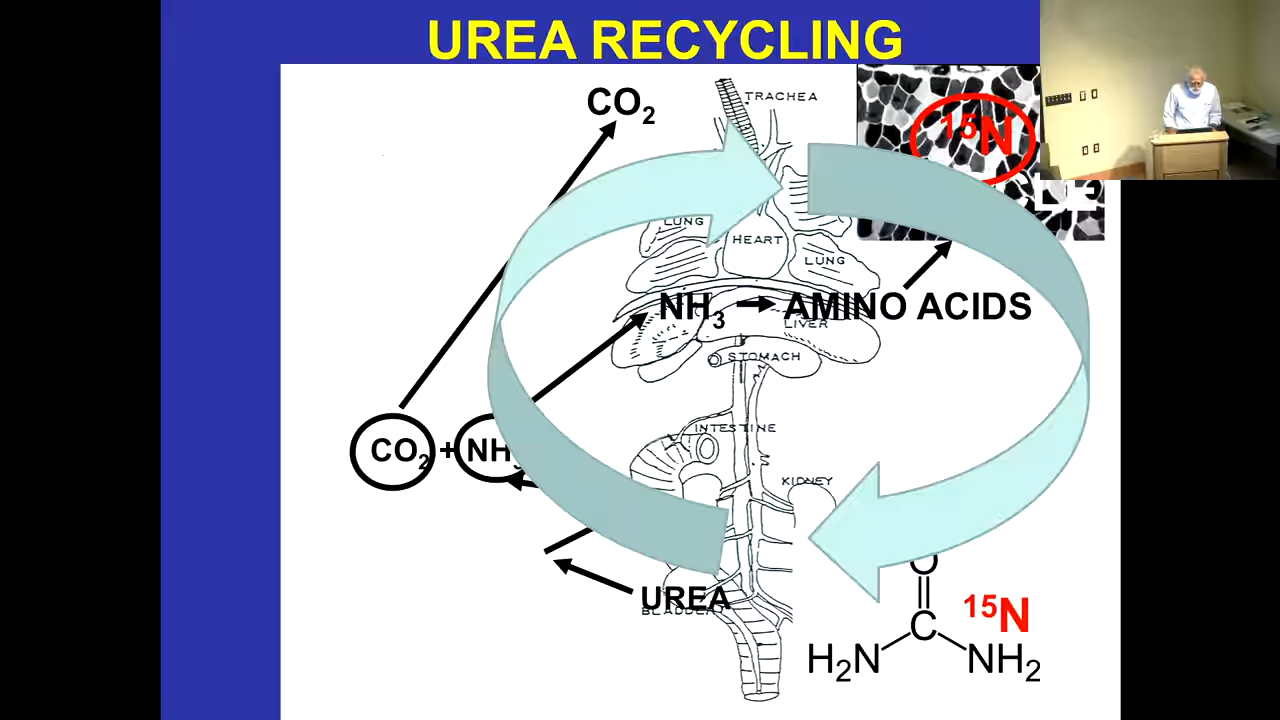 UREA RECYCLING
CO₂
TRACHEA
¹⁵N
LUNG
HEART
LUNG
NH₃ → AMINO ACIDS
LIVER
STOMACH
INTESTINE
CO₂ + NH₃
KIDNEY
UREA
BLADDER
O
C
¹⁵N
H₂N
NH₂